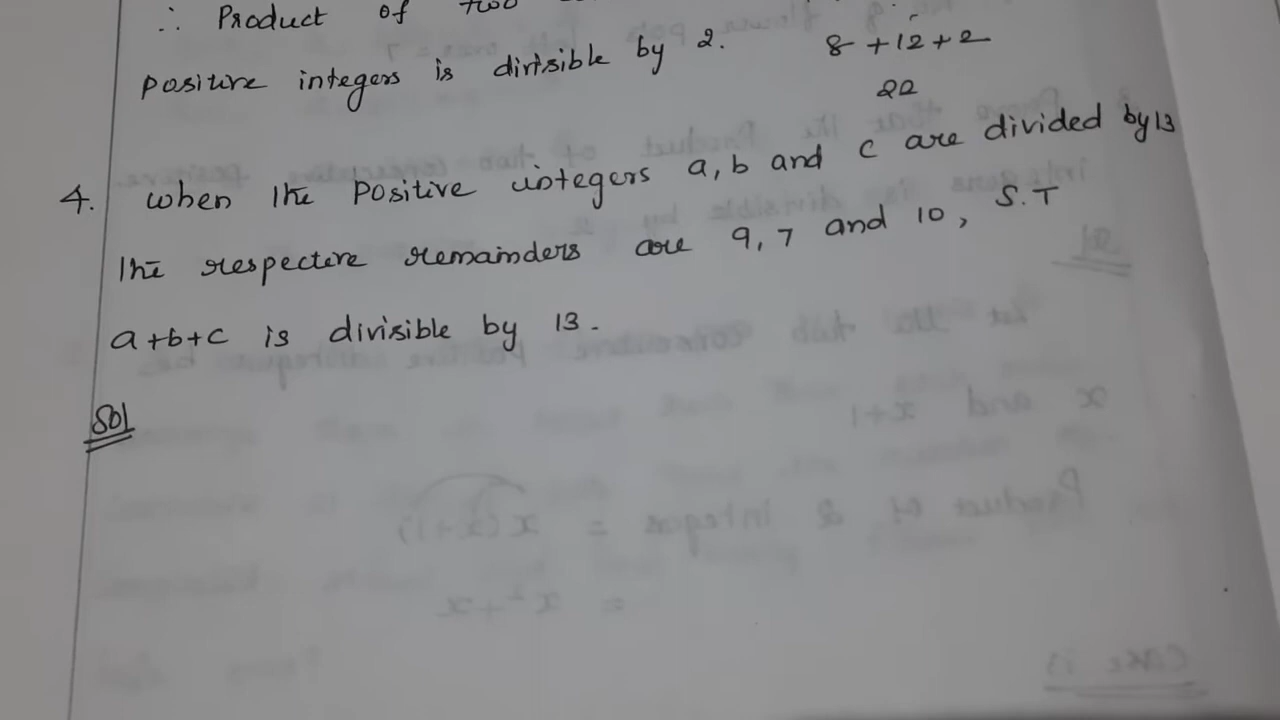 ∴ Product of two
positive integers is divisible by 2.
8 + 12 + 2
22
4. when the positive integers a, b and c are divided by 13
the respective remainders are 9, 7 and 10, S.T
a+b+c is divisible by 13.
Sol